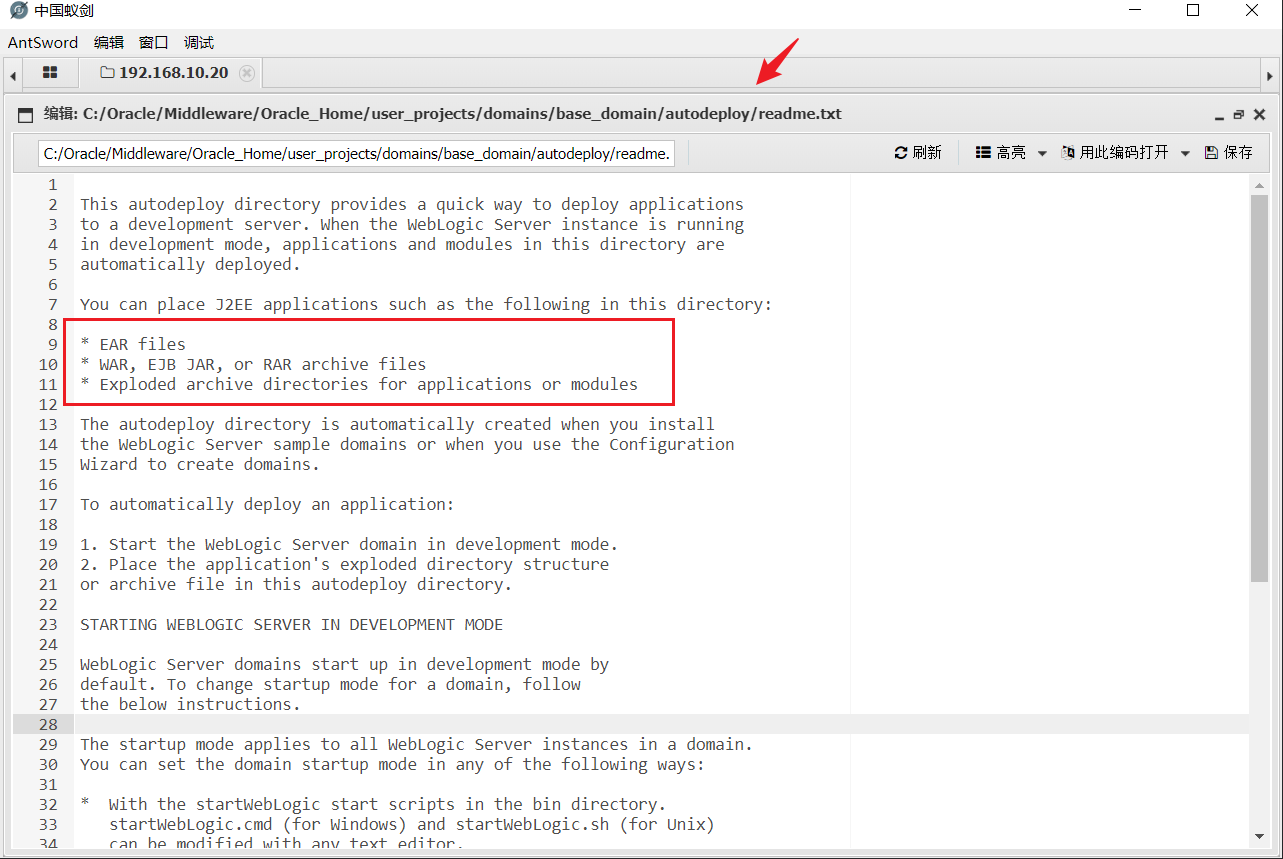 中国蚁剑
AntSword 编辑 窗口 调试
192.168.10.20
编辑: C:/Oracle/Middleware/Oracle_Home/user_projects/domains/base_domain/autodeploy/readme.txt
C:/Oracle/Middleware/Oracle_Home/user_projects/domains/base_domain/autodeploy/readme. 刷新 高亮 用此编码打开 保存
1
2 This autodeploy directory provides a quick way to deploy applications
3 to a development server. When the WebLogic Server instance is running
4 in development mode, applications and modules in this directory are
5 automatically deployed.
6
7 You can place J2EE applications such as the following in this directory:
8
9 * EAR files
10 * WAR, EJB JAR, or RAR archive files
11 * Exploded archive directories for applications or modules
12
13 The autodeploy directory is automatically created when you install
14 the WebLogic Server sample domains or when you use the Configuration
15 Wizard to create domains.
16
17 To automatically deploy an application:
18
19 1. Start the WebLogic Server domain in development mode.
20 2. Place the application's exploded directory structure
21 or archive file in this autodeploy directory.
22
23 STARTING WEBLOGIC SERVER IN DEVELOPMENT MODE
24
25 WebLogic Server domains start up in development mode by
26 default. To change startup mode for a domain, follow
27 the below instructions.
28
29 The startup mode applies to all WebLogic Server instances in a domain.
30 You can set the domain startup mode in any of the following ways:
31
32 * With the startWebLogic start scripts in the bin directory.
33 startWebLogic.cmd (for Windows) and startWebLogic.sh (for Unix)
34 can be modified with any text editor.